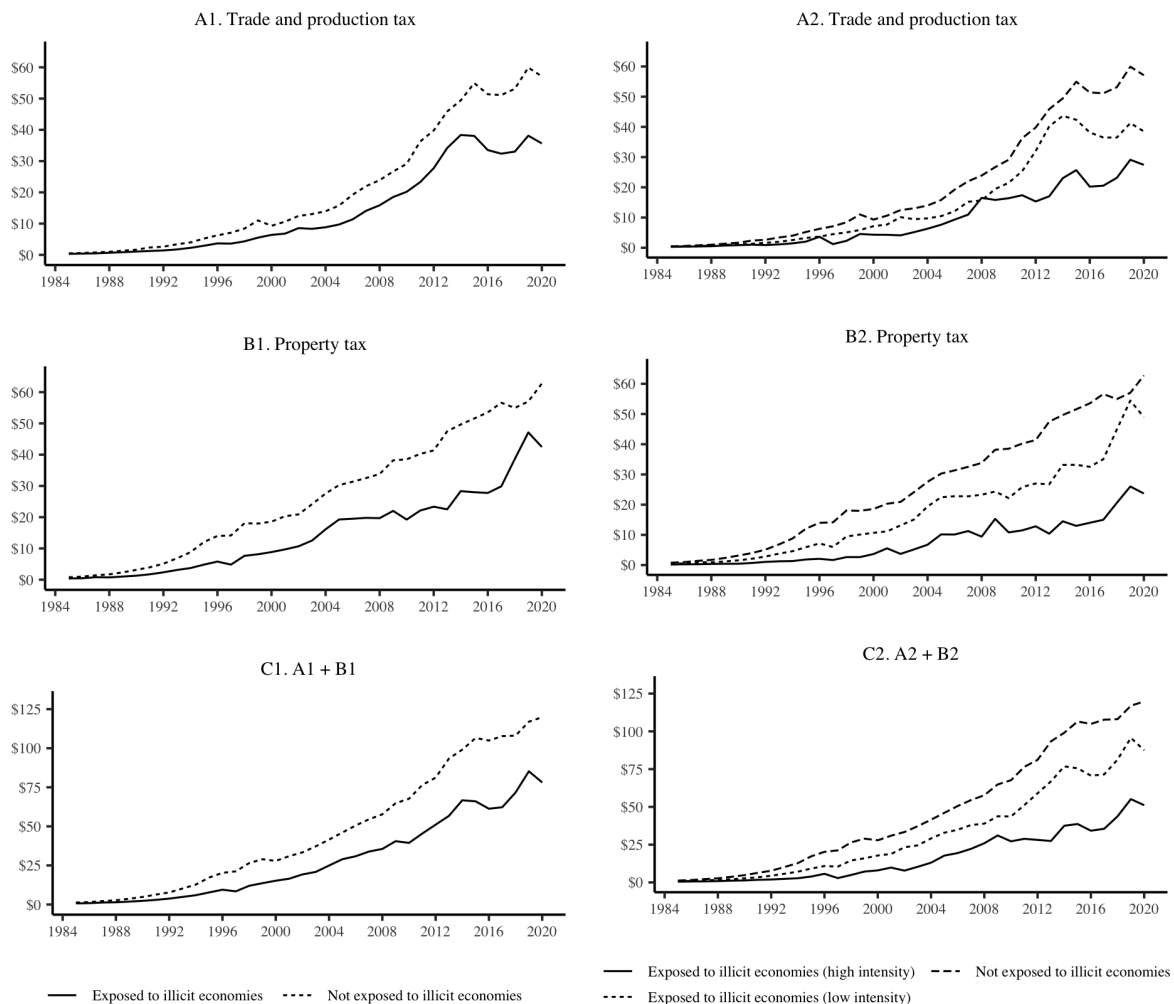 A1. Trade and production tax
$60
$50
$40
$30
$20
$10
$0
1984 1988 1992 1996 2000 2004 2008 2012 2016 2020
A2. Trade and production tax
$60
$50
$40
$30
$20
$10
$0
1984 1988 1992 1996 2000 2004 2008 2012 2016 2020
B1. Property tax
$60
$50
$40
$30
$20
$10
$0
1984 1988 1992 1996 2000 2004 2008 2012 2016 2020
B2. Property tax
$60
$50
$40
$30
$20
$10
$0
1984 1988 1992 1996 2000 2004 2008 2012 2016 2020
C1. A1 + B1
$125
$100
$75
$50
$25
$0
1984 1988 1992 1996 2000 2004 2008 2012 2016 2020
C2. A2 + B2
$125
$100
$75
$50
$25
$0
1984 1988 1992 1996 2000 2004 2008 2012 2016 2020
Exposed to illicit economies Not exposed to illicit economies
Exposed to illicit economies (high intensity) Not exposed to illicit economies
Exposed to illicit economies (low intensity)